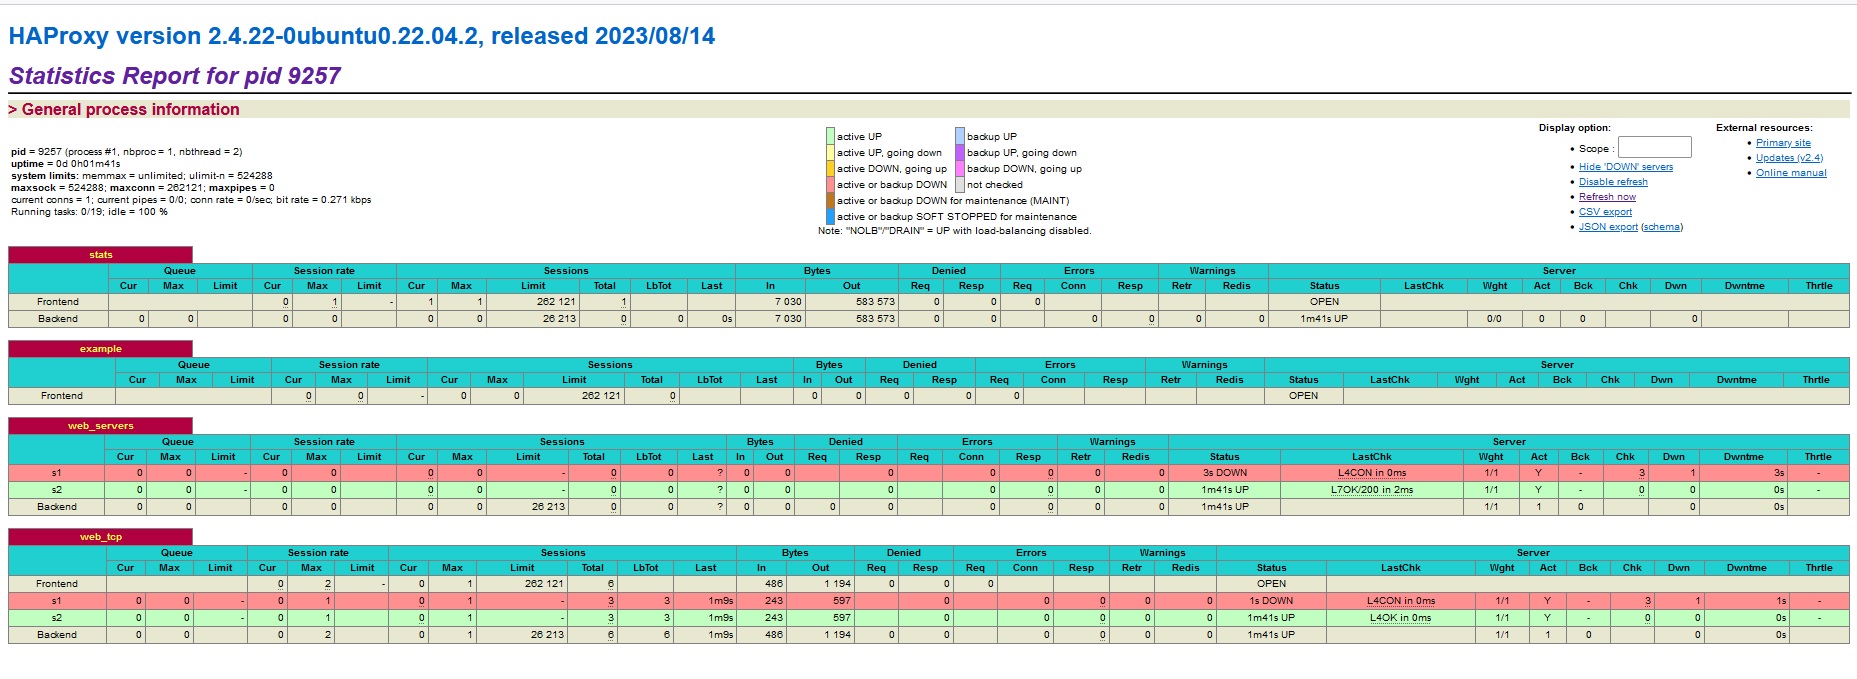 HAProxy version 2.4.22-0ubuntu0.22.04.2, released 2023/08/14
Statistics Report for pid 9257
> General process information
pid = 9257 (process #1, nbproc = 1, nbthread = 2)
uptime = 0d 0h01m41s
system limits: memmax = unlimited; ulimit-n = 524288
maxsock = 524288; maxconn = 262121; maxpipes = 0
current conns = 1; current pipes = 0/0; conn rate = 0/sec; bit rate = 0.271 kbps
Running tasks: 0/19; idle = 100 %
active UP backup UP
active UP, going down backup UP, going down
active DOWN, going up backup DOWN, going up
active or backup DOWN not checked
active or backup DOWN for maintenance (MAINT)
active or backup SOFT STOPPED for maintenance
Note: "NOLB"/"DRAIN" = UP with load-balancing disabled.
Display option:
• Scope :
• Hide 'DOWN' servers
• Disable refresh
• Refresh now
• CSV export
• JSON export (schema)
External resources:
• Primary site
• Updates (v2.4)
• Online manual
stats
Queue Session rate Sessions Bytes Denied Errors Warnings Server
Cur Max Limit Cur Max Limit Cur Max Limit Total LbTot Last In Out Req Resp Req Conn Resp Retr Redis Status LastChk Wght Act Bck Chk Dwn Dwntme Thrtle
Frontend 0 1 - 1 1 262 121 1 7 030 583 573 0 0 0 OPEN
Backend 0 0 0 0 0 0 26 213 0 0 0s 7 030 583 573 0 0 0 0 0 0 1m41s UP 0/0 0 0 0
example
Queue Session rate Sessions Bytes Denied Errors Warnings Server
Cur Max Limit Cur Max Limit Cur Max Limit Total LbTot Last In Out Req Resp Req Conn Resp Retr Redis Status LastChk Wght Act Bck Chk Dwn Dwntme Thrtle
Frontend 0 0 - 0 0 262 121 0 0 0 0 0 0 OPEN
web_servers
Queue Session rate Sessions Bytes Denied Errors Warnings Server
Cur Max Limit Cur Max Limit Cur Max Limit Total LbTot Last In Out Req Resp Req Conn Resp Retr Redis Status LastChk Wght Act Bck Chk Dwn Dwntme Thrtle
s1 0 0 - 0 0 0 0 - 0 0 ? 0 0 0 0 0 0 0 3s DOWN L4CON in 0ms 1/1 Y - 3 1 3s -
s2 0 0 - 0 0 0 0 - 0 0 ? 0 0 0 0 0 0 0 1m41s UP L7OK/200 in 2ms 1/1 Y - 0 0 0s -
Backend 0 0 0 0 0 0 26 213 0 0 ? 0 0 0 0 0 0 0 0 1m41s UP 1/1 1 0 0 0s
web_tcp
Queue Session rate Sessions Bytes Denied Errors Warnings Server
Cur Max Limit Cur Max Limit Cur Max Limit Total LbTot Last In Out Req Resp Req Conn Resp Retr Redis Status LastChk Wght Act Bck Chk Dwn Dwntme Thrtle
Frontend 0 2 - 0 1 262 121 6 486 1 194 0 0 0 OPEN
s1 0 0 - 0 1 0 1 - 3 3 1m9s 243 597 0 0 0 0 0 1s DOWN L4CON in 0ms 1/1 Y - 3 1 1s -
s2 0 0 - 0 1 0 1 - 3 3 1m9s 243 597 0 0 0 0 0 1m41s UP L4OK in 0ms 1/1 Y - 0 0 0s -
Backend 0 0 0 2 0 1 26 213 6 6 1m9s 486 1 194 0 0 0 0 0 0 1m41s UP 1/1 1 0 0 0s